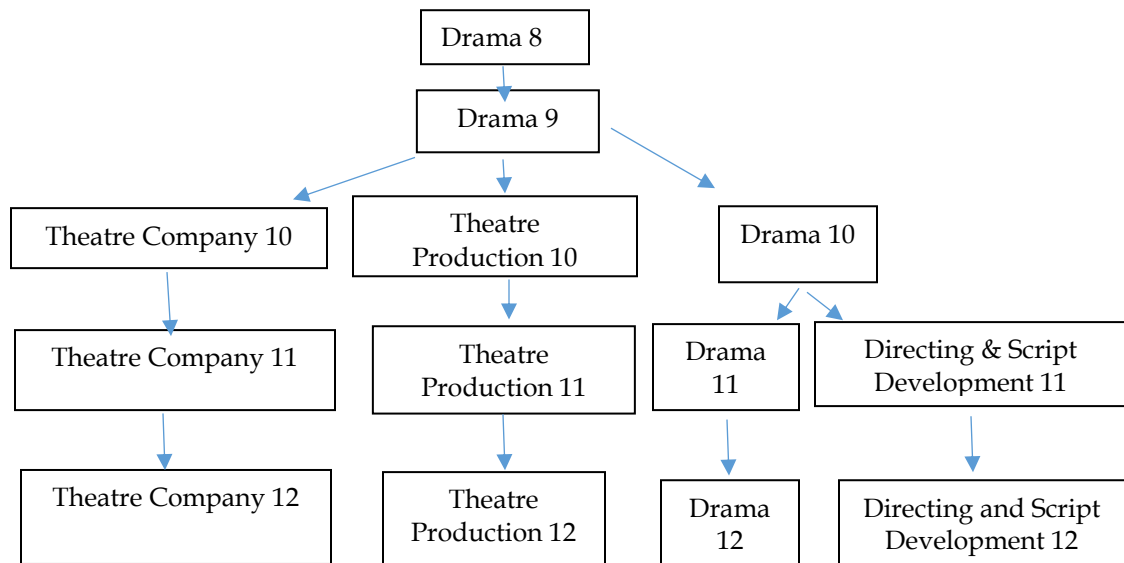 Drama 8
Drama 9
Theatre Company 10
Theatre
Production 10
Drama 10
Theatre Company 11
Theatre
Production 11
Drama
11
Directing & Script
Development 11
Theatre Company 12
Theatre
Production 12
Drama
12
Directing and Script
Development 12